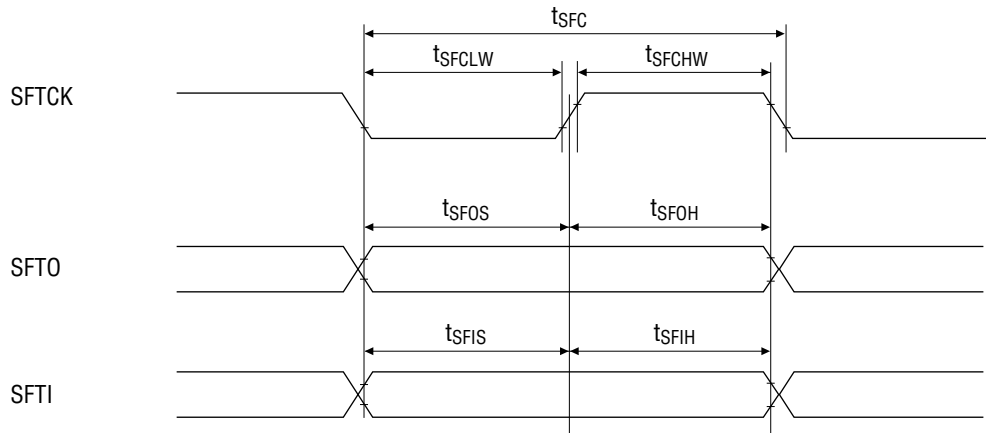 tSFC
tSFCLW tSFCHW
SFTCK
tSFOS tSFOH
SFTO
tSFIS tSFIH
SFTI